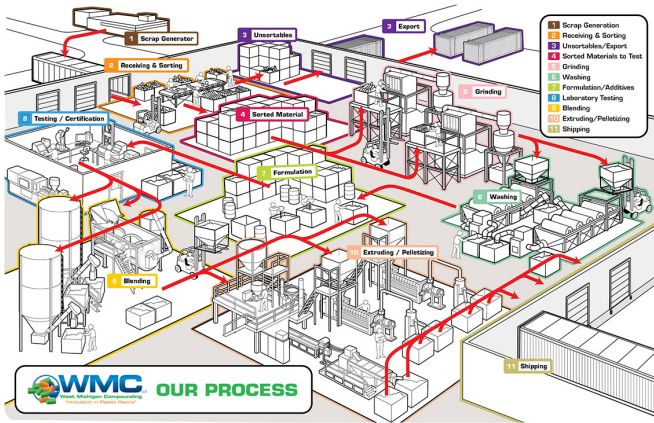 1 Scrap Generator
2 Receiving & Sorting
3 Unsortables
3 Export
1 Scrap Generation
2 Receiving & Sorting
3 Unsortables/Export
4 Sorted Materials to Test
5 Grinding
6 Washing
7 Formulation/Additives
8 Laboratory Testing
9 Blending
10 Extruding/Pelletizing
11 Shipping
5 Grinding
4 Sorted Material
8 Testing / Certification
7 Formulation
6 Washing
10 Extruding / Pelletizing
9 Blending
11 Shipping
WMC
West Michigan Compounding
"Innovation in Plastic Resins"
OUR PROCESS